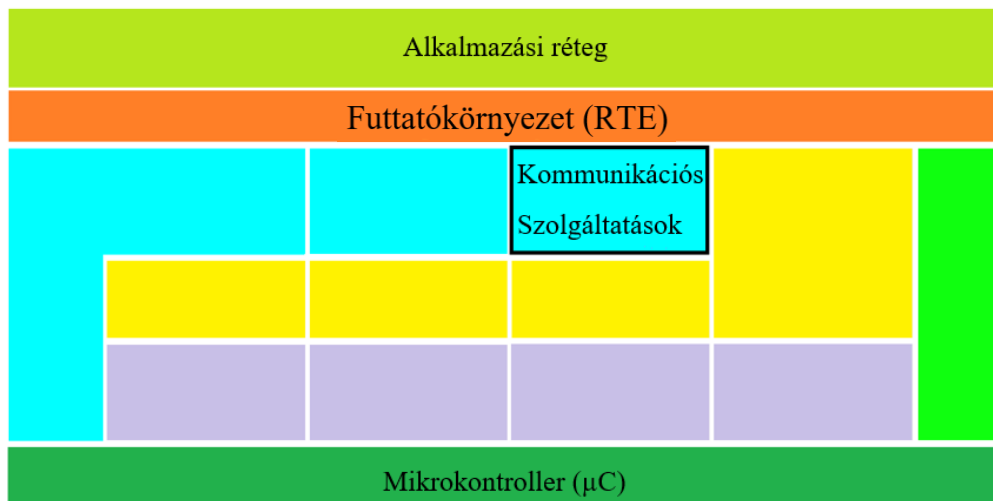 Alkalmazási réteg
Futtatókörnyezet (RTE)
Kommunikációs
Szolgáltatások
Mikrokontroller (µC)